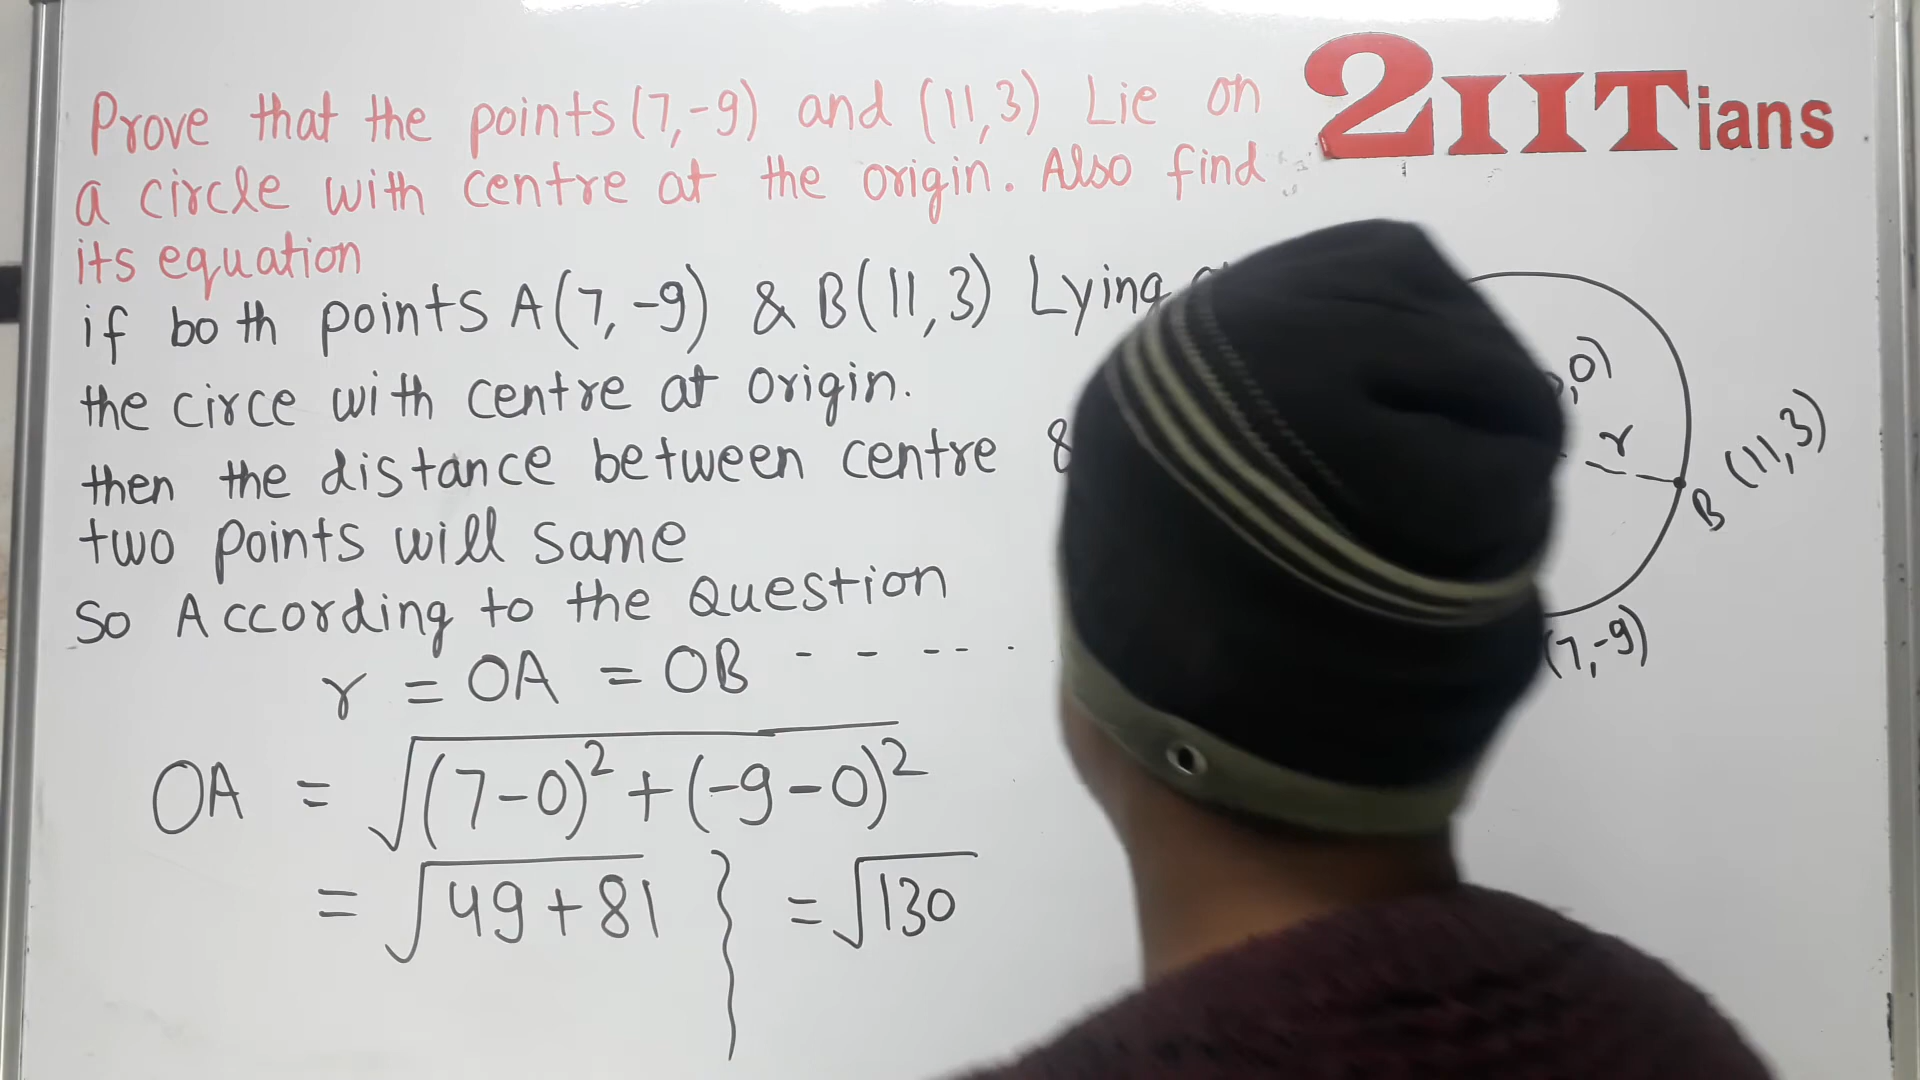 2IITians
Prove that the points (7,-9) and (11,3) Lie on
a circle with centre at the origin. Also find
its equation
if both points A(7,-9) & B(11,3) Lying
the circe with centre at origin.
then the distance between centre &
two points will same
So According to the Question
r = OA = OB - - - - -
OA = √((7-0)² + (-9-0)²)
= √(49+81) } = √130
,0)
r
B (11,3)
(7,-9)